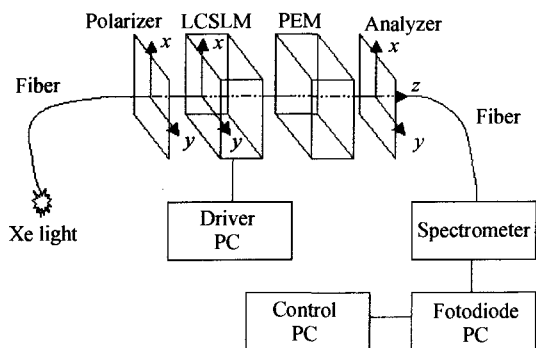 Polarizer LCSLM PEM Analyzer
x x x
Fiber z Fiber
y y y
Xe light
Driver
PC
Spectrometer
Control
PC
Fotodiode
PC